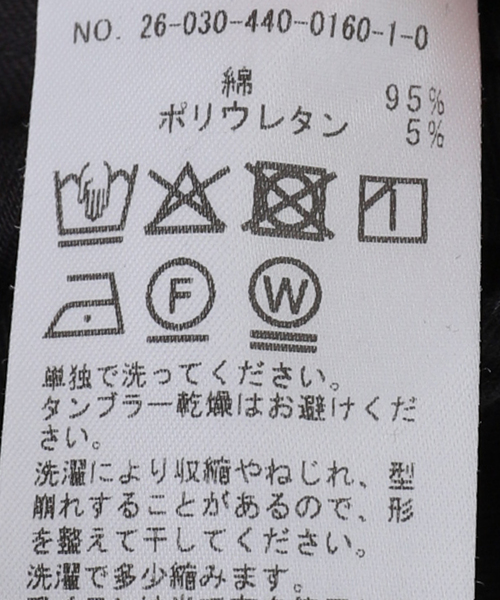 NO. 26-030-440-0160-1-0
綿 95%
ポリウレタン 5%
F W
単独で洗ってください。
タンブラー乾燥はお避けくだ
さい。
洗濯により収縮やねじれ、型
崩れすることがあるので、形
を整えて干してください。
洗濯で多少縮みます。